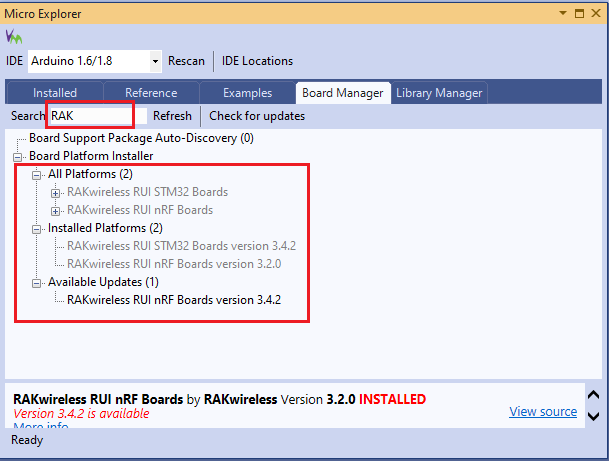 Micro Explorer
IDE Arduino 1.6/1.8 Rescan IDE Locations
Installed Reference Examples Board Manager Library Manager
Search RAK Refresh Check for updates
Board Support Package Auto-Discovery (0)
Board Platform Installer
All Platforms (2)
RAKwireless RUI STM32 Boards
RAKwireless RUI nRF Boards
Installed Platforms (2)
RAKwireless RUI STM32 Boards version 3.4.2
RAKwireless RUI nRF Boards version 3.2.0
Available Updates (1)
RAKwireless RUI nRF Boards version 3.4.2
RAKwireless RUI nRF Boards by RAKwireless Version 3.2.0 INSTALLED
Version 3.4.2 is available
View source
More info
Ready